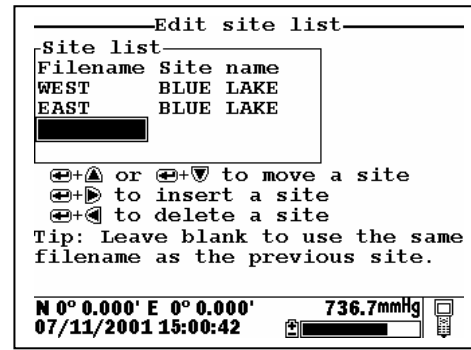 Edit site list
Site list
Filename Site name
WEST BLUE LAKE
EAST BLUE LAKE
+ or + to move a site
+ to insert a site
+ to delete a site
Tip: Leave blank to use the same
filename as the previous site.
N 0° 0.000' E 0° 0.000' 736.7mmHg
07/11/2001 15:00:42